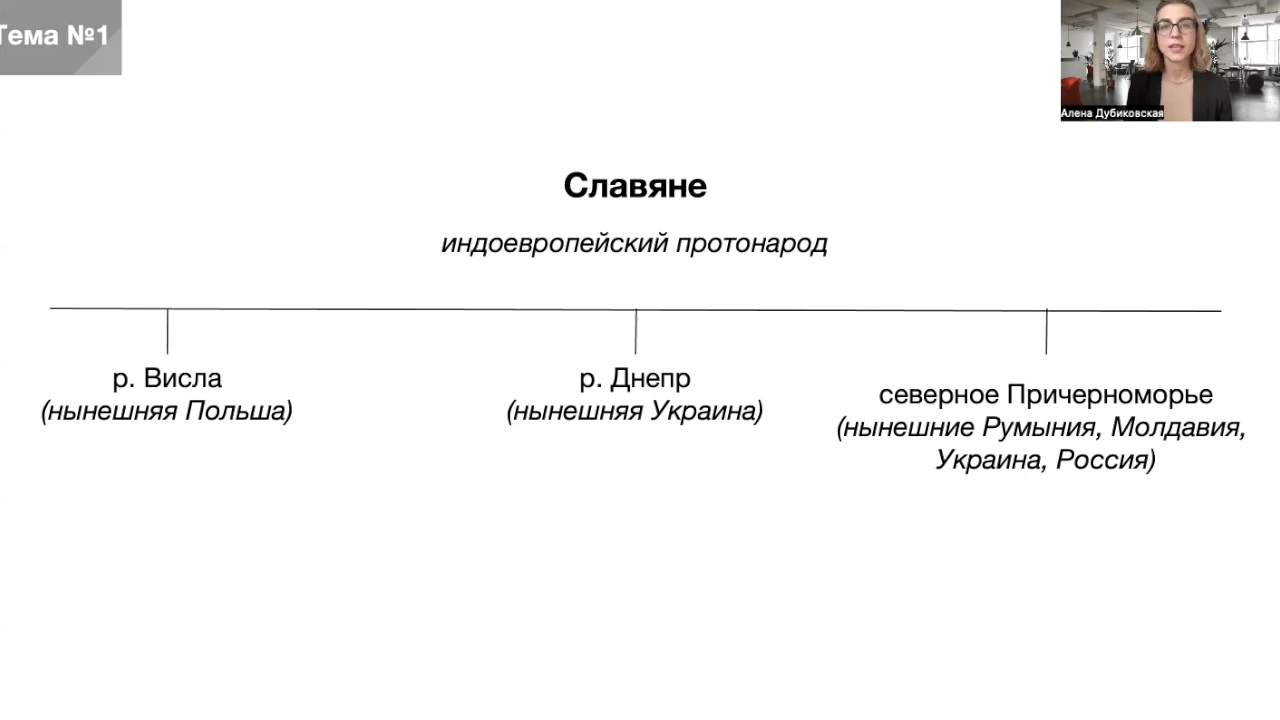 Тема №1
Алена Дубиковская
Славяне
индоевропейский протонарод
р. Висла
(нынешняя Польша)
р. Днепр
(нынешняя Украина)
северное Причерноморье
(нынешние Румыния, Молдавия,
Украина, Россия)